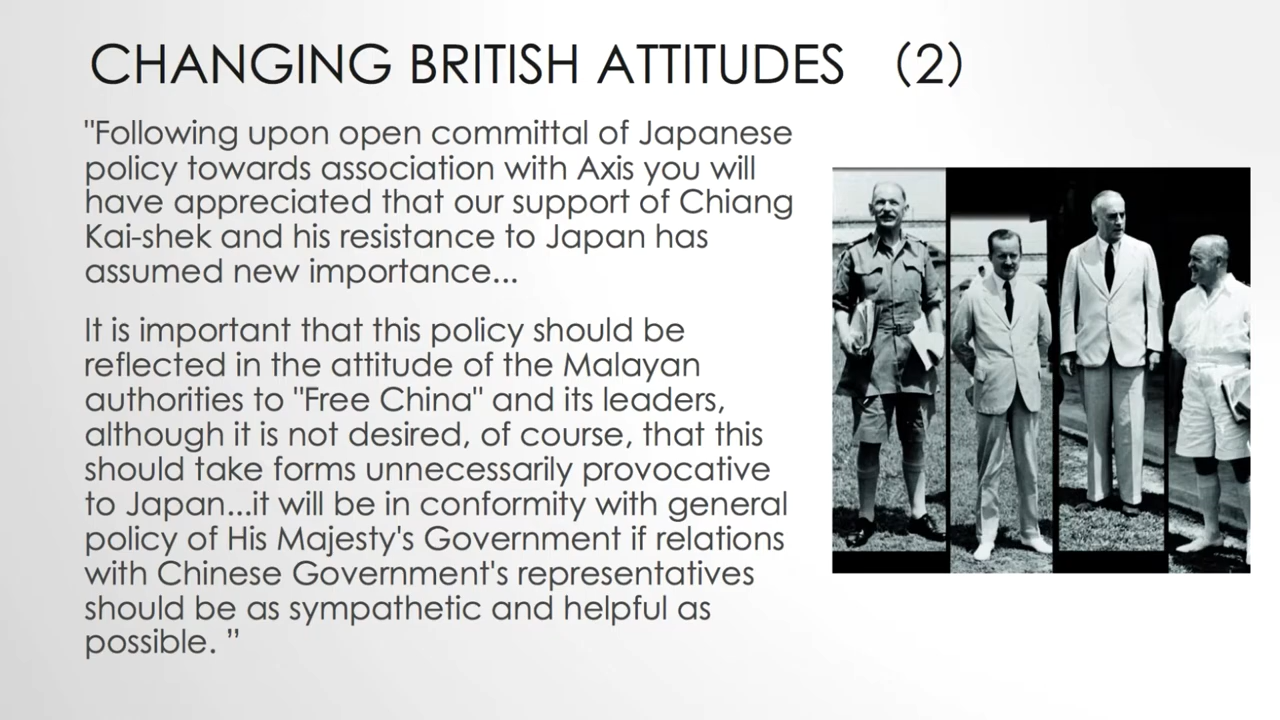 CHANGING BRITISH ATTITUDES (2)
"Following upon open committal of Japanese
policy towards association with Axis you will
have appreciated that our support of Chiang
Kai-shek and his resistance to Japan has
assumed new importance...
It is important that this policy should be
reflected in the attitude of the Malayan
authorities to "Free China" and its leaders,
although it is not desired, of course, that this
should take forms unnecessarily provocative
to Japan...it will be in conformity with general
policy of His Majesty's Government if relations
with Chinese Government's representatives
should be as sympathetic and helpful as
possible. ”